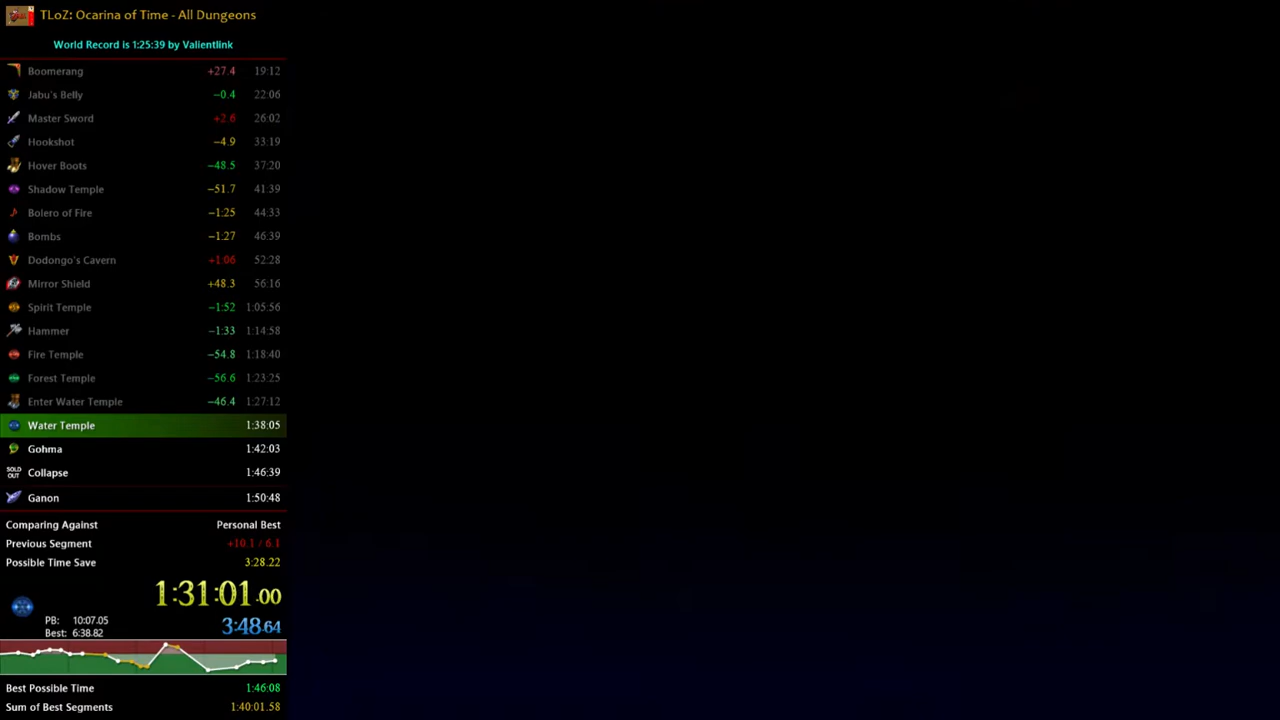 TLoZ: Ocarina of Time - All Dungeons
World Record is 1:25:39 by Valientlink
Boomerang +27.4 19:12
Jabu's Belly −0.4 22:06
Master Sword +2.6 26:02
Hookshot −4.9 33:19
Hover Boots −48.5 37:20
Shadow Temple −51.7 41:39
Bolero of Fire −1:25 44:33
Bombs −1:27 46:39
Dodongo's Cavern +1:06 52:28
Mirror Shield +48.3 56:16
Spirit Temple −1:52 1:05:56
Hammer −1:33 1:14:58
Fire Temple −54.8 1:18:40
Forest Temple −56.6 1:23:25
Enter Water Temple −46.4 1:27:12
Water Temple 1:38:05
Gohma 1:42:03
SOLD OUT Collapse 1:46:39
Ganon 1:50:48
Comparing Against Personal Best
Previous Segment +10.1 / 6.1
Possible Time Save 3:28.22
1:31:01.00
PB: 10:07.05
Best: 6:38.82
3:48.64
Best Possible Time 1:46:08
Sum of Best Segments 1:40:01.58